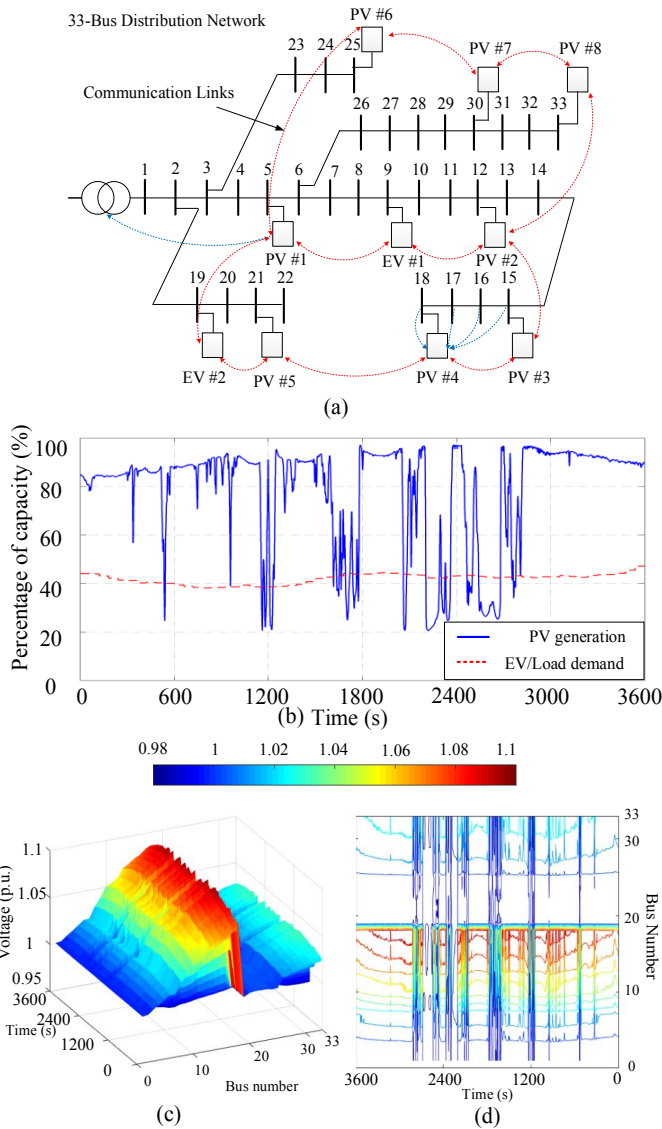 33-Bus Distribution Network
PV #6
23 24 25
PV #7 PV #8
Communication Links
26 27 28 29 30 31 32 33
1 2 3 4 5 6 7 8 9 10 11 12 13 14
PV #1 EV #1 PV #2
19 20 21 22 18 17 16 15
EV #2 PV #5 PV #4 PV #3
(a)
Percentage of capacity (%)
100
80
60
40
20
0
PV generation
EV/Load demand
0 600 1200 1800 2400 3000 3600
(b) Time (s)
0.98 1 1.02 1.04 1.06 1.08 1.1
Voltage (p.u.)
1.1
1.05
1
0.95
3600
2400
1200
0
Time (s)
0 10 20 30 33
Bus number
(c)
33
30
20
10
0
Bus Number
3600 2400 1200 0
Time (s)
(d)